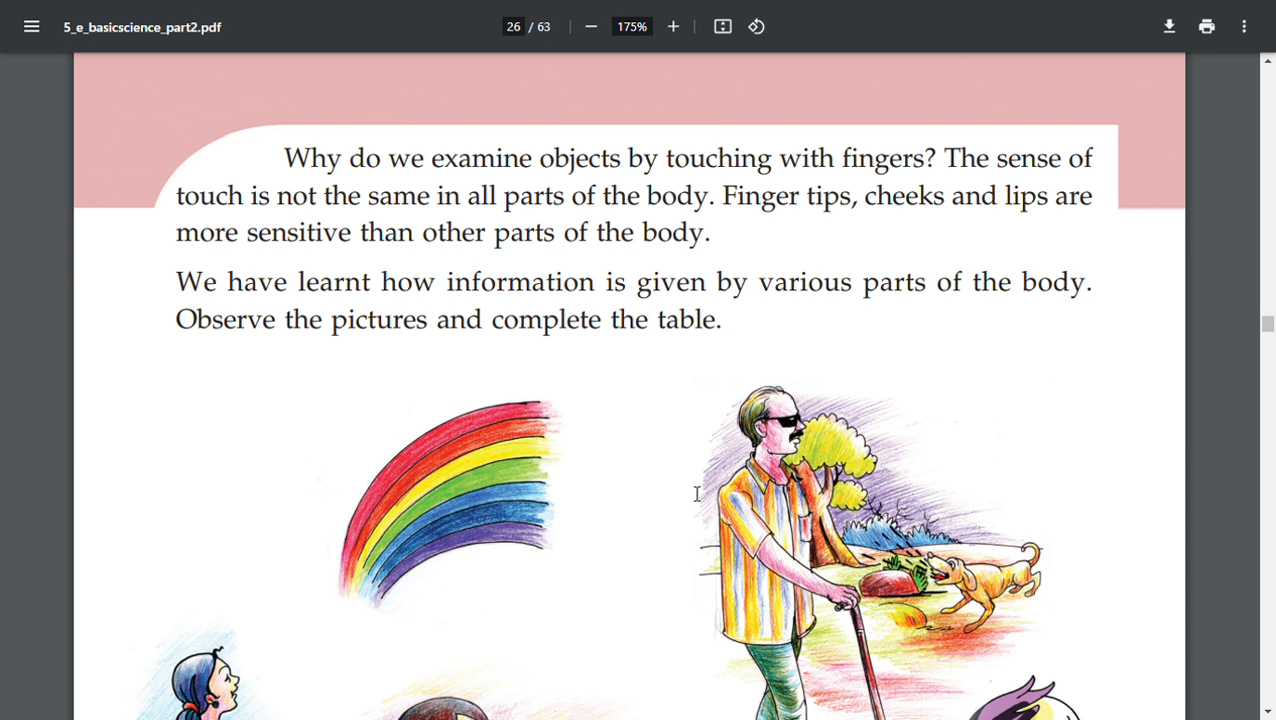 5_e_basicscience_part2.pdf 26 / 63 175%
Why do we examine objects by touching with fingers? The sense of
touch is not the same in all parts of the body. Finger tips, cheeks and lips are
more sensitive than other parts of the body.
We have learnt how information is given by various parts of the body.
Observe the pictures and complete the table.